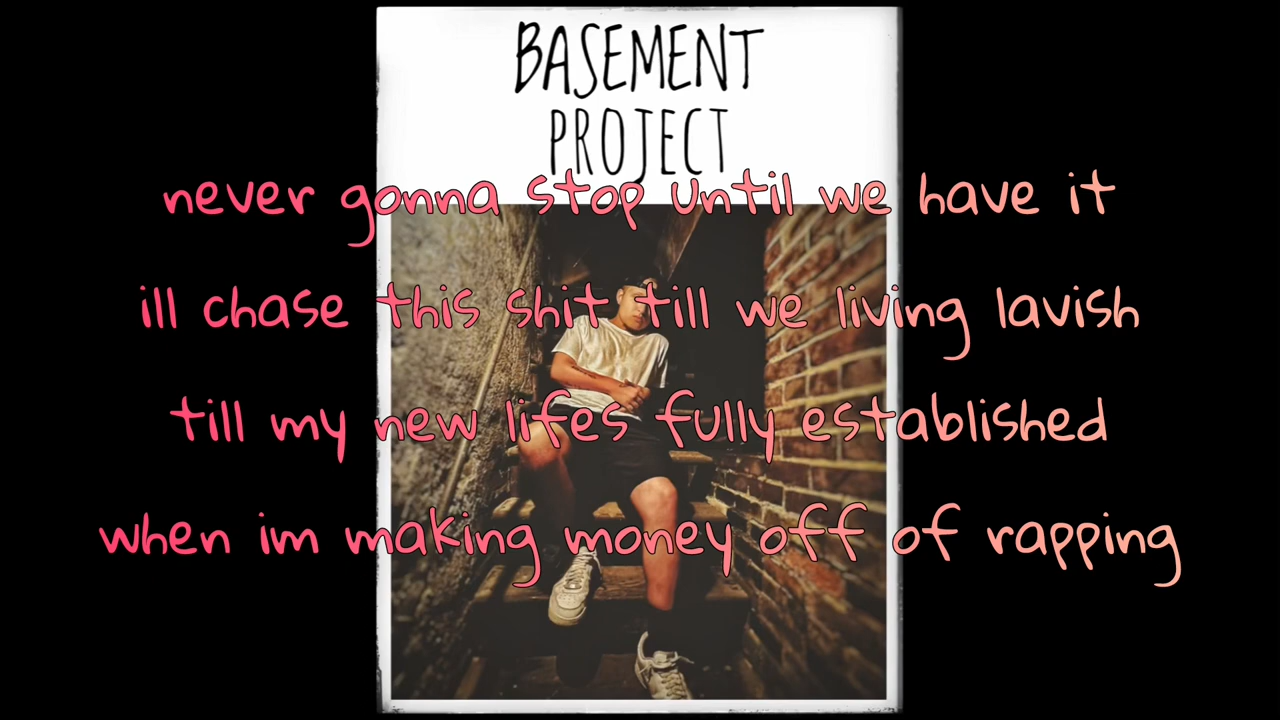 BASEMENT
PROJECT
never gonna stop until we have it
ill chase this shit till we living lavish
till my new lifes fully established
when im making money off of rapping